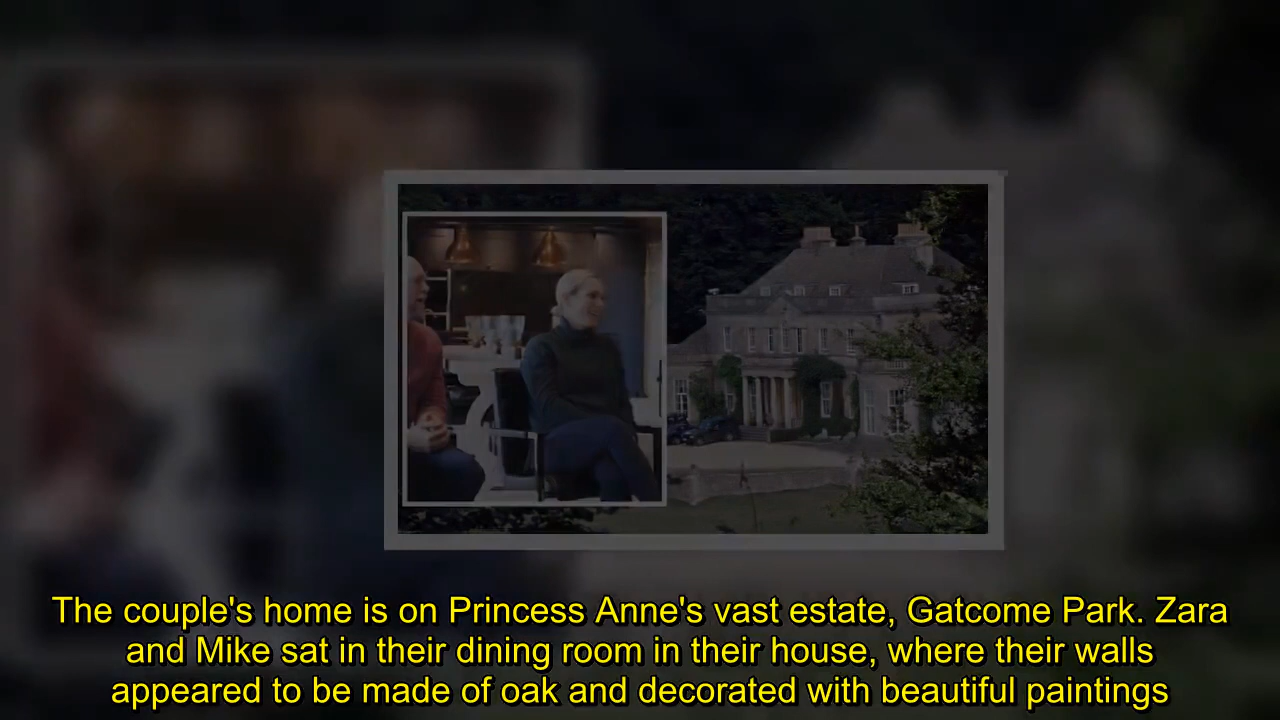 The couple's home is on Princess Anne's vast estate, Gatcome Park. Zara
and Mike sat in their dining room in their house, where their walls
appeared to be made of oak and decorated with beautiful paintings